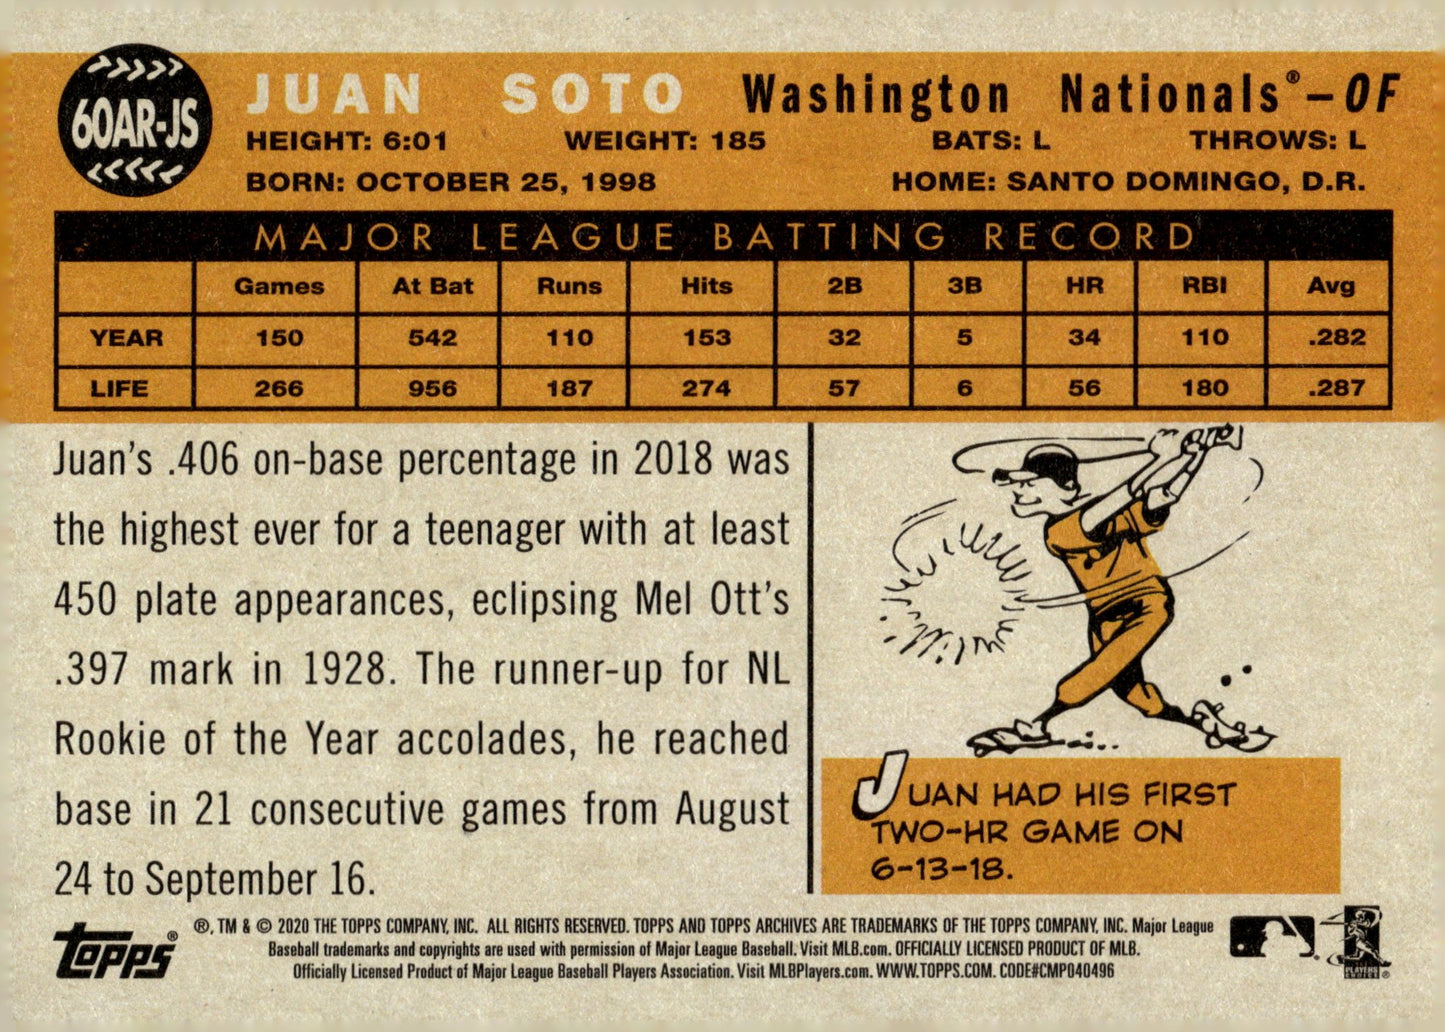 60AR-JS
JUAN SOTO Washington Nationals®–OF
HEIGHT: 6:01 WEIGHT: 185 BATS: L THROWS: L
BORN: OCTOBER 25, 1998 HOME: SANTO DOMINGO, D.R.
MAJOR LEAGUE BATTING RECORD
Games At Bat Runs Hits 2B 3B HR RBI Avg
YEAR 150 542 110 153 32 5 34 110 .282
LIFE 266 956 187 274 57 6 56 180 .287
Juan's .406 on-base percentage in 2018 was
the highest ever for a teenager with at least
450 plate appearances, eclipsing Mel Ott's
.397 mark in 1928. The runner-up for NL
Rookie of the Year accolades, he reached
base in 21 consecutive games from August
24 to September 16.
JUAN HAD HIS FIRST
TWO-HR GAME ON
6-13-18.
Topps®
®, TM & © 2020 THE TOPPS COMPANY, INC. ALL RIGHTS RESERVED. TOPPS AND TOPPS ARCHIVES ARE TRADEMARKS OF THE TOPPS COMPANY, INC. Major League
Baseball trademarks and copyrights are used with permission of Major League Baseball. Visit MLB.com. OFFICIALLY LICENSED PRODUCT OF MLB.
Officially Licensed Product of Major League Baseball Players Association. Visit MLBPlayers.com. WWW.TOPPS.COM. CODE#CMP040496
PLAYERS
CHOICE